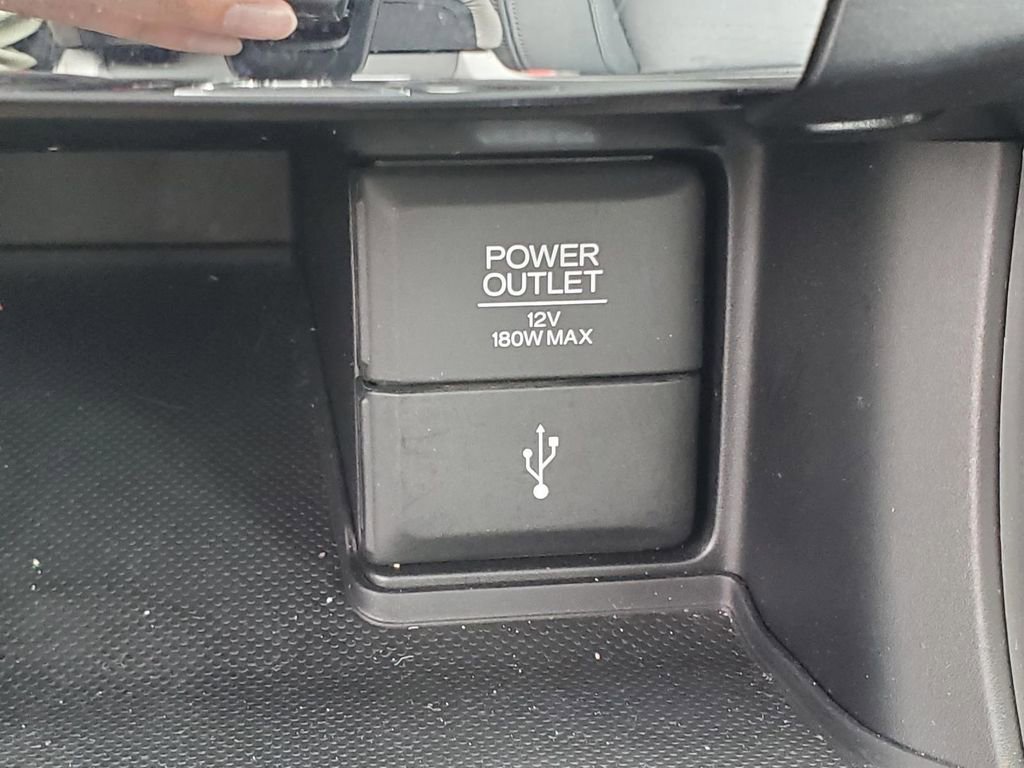 POWER
OUTLET
12V
180W MAX